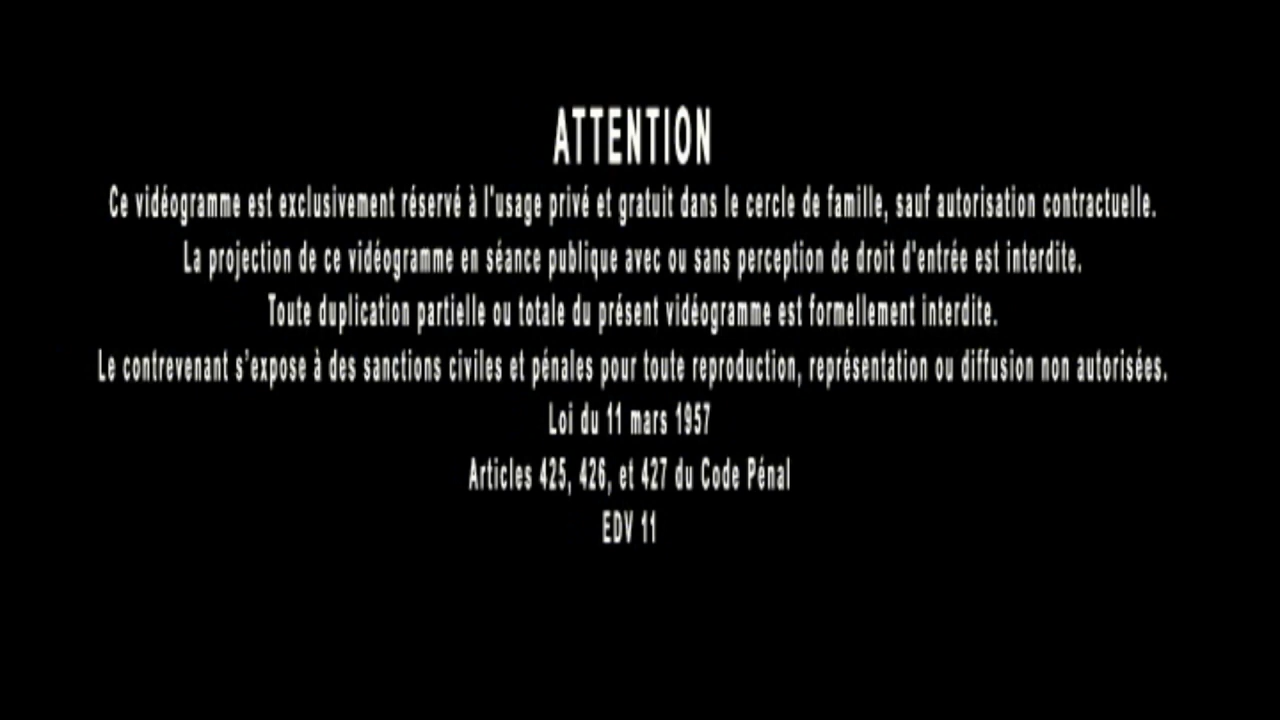 ATTENTION
Ce vidéogramme est exclusivement réservé à l'usage privé et gratuit dans le cercle de famille, sauf autorisation contractuelle.
La projection de ce vidéogramme en séance publique avec ou sans perception de droit d'entrée est interdite.
Toute duplication partielle ou totale du présent vidéogramme est formellement interdite.
Le contrevenant s'expose à des sanctions civiles et pénales pour toute reproduction, représentation ou diffusion non autorisées.
Loi du 11 mars 1957
Articles 425, 426, et 427 du Code Pénal
EDV 11